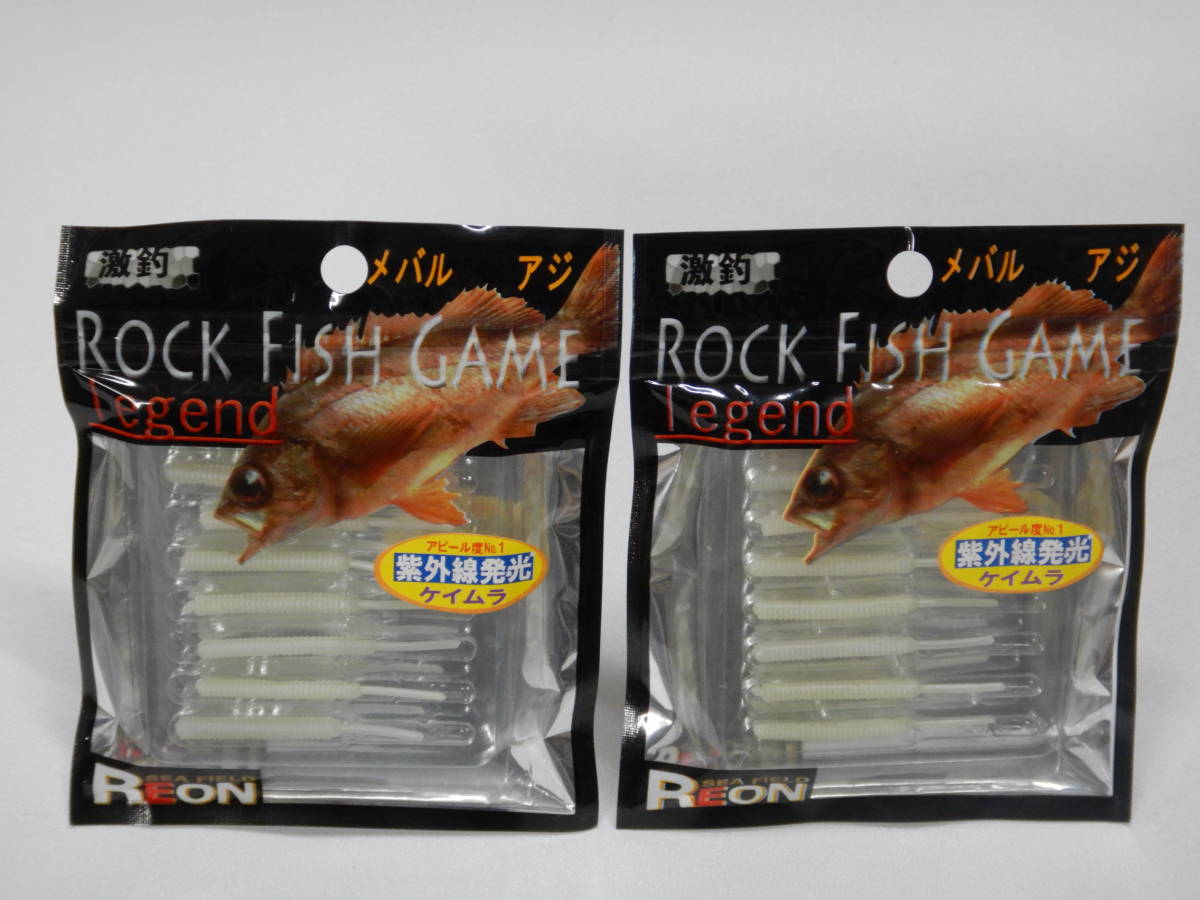 激釣
メバル アジ
ROCK FISH GAME
Legend
アピール度No.1
紫外線発光
ケイムラ
SEA FIELD
REON
激釣
メバル アジ
ROCK FISH GAME
Legend
アピール度No.1
紫外線発光
ケイムラ
SEA FIELD
REON